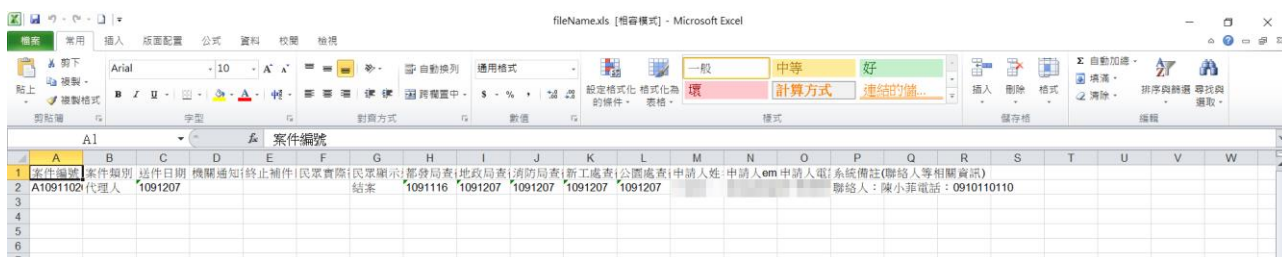 fileName.xls [相容模式] - Microsoft Excel
檔案 常用 插入 版面配置 公式 資料 校閱 檢視
剪下 複製 複製格式 貼上 剪貼簿
Arial 10 B I U 字型
自動換列 跨欄置中 對齊方式
通用格式 $ % , 數值
設定格式化的條件 格式化為表格 一般 中等 好 壞 計算方式 連結的儲... 樣式
插入 刪除 格式 儲存格
Σ 自動加總 填滿 清除 排序與篩選 尋找與選取 編輯
A1 fx 案件編號
A B C D E F G H I J K L M N O P Q R S T U V W
1 案件編號 案件類別 送件日期 機關通知 終止補件 民眾實際 民眾顯示 都發局查 地政局查 消防局查 新工處查 公園處查 申請人姓 申請人em 申請人電 系統備註(聯絡人等相關資訊)
2 A1091102 代理人 1091207 結案 1091116 1091207 1091207 1091207 1091207 聯絡人：陳小菲電話：0910110110
3
4
5
6